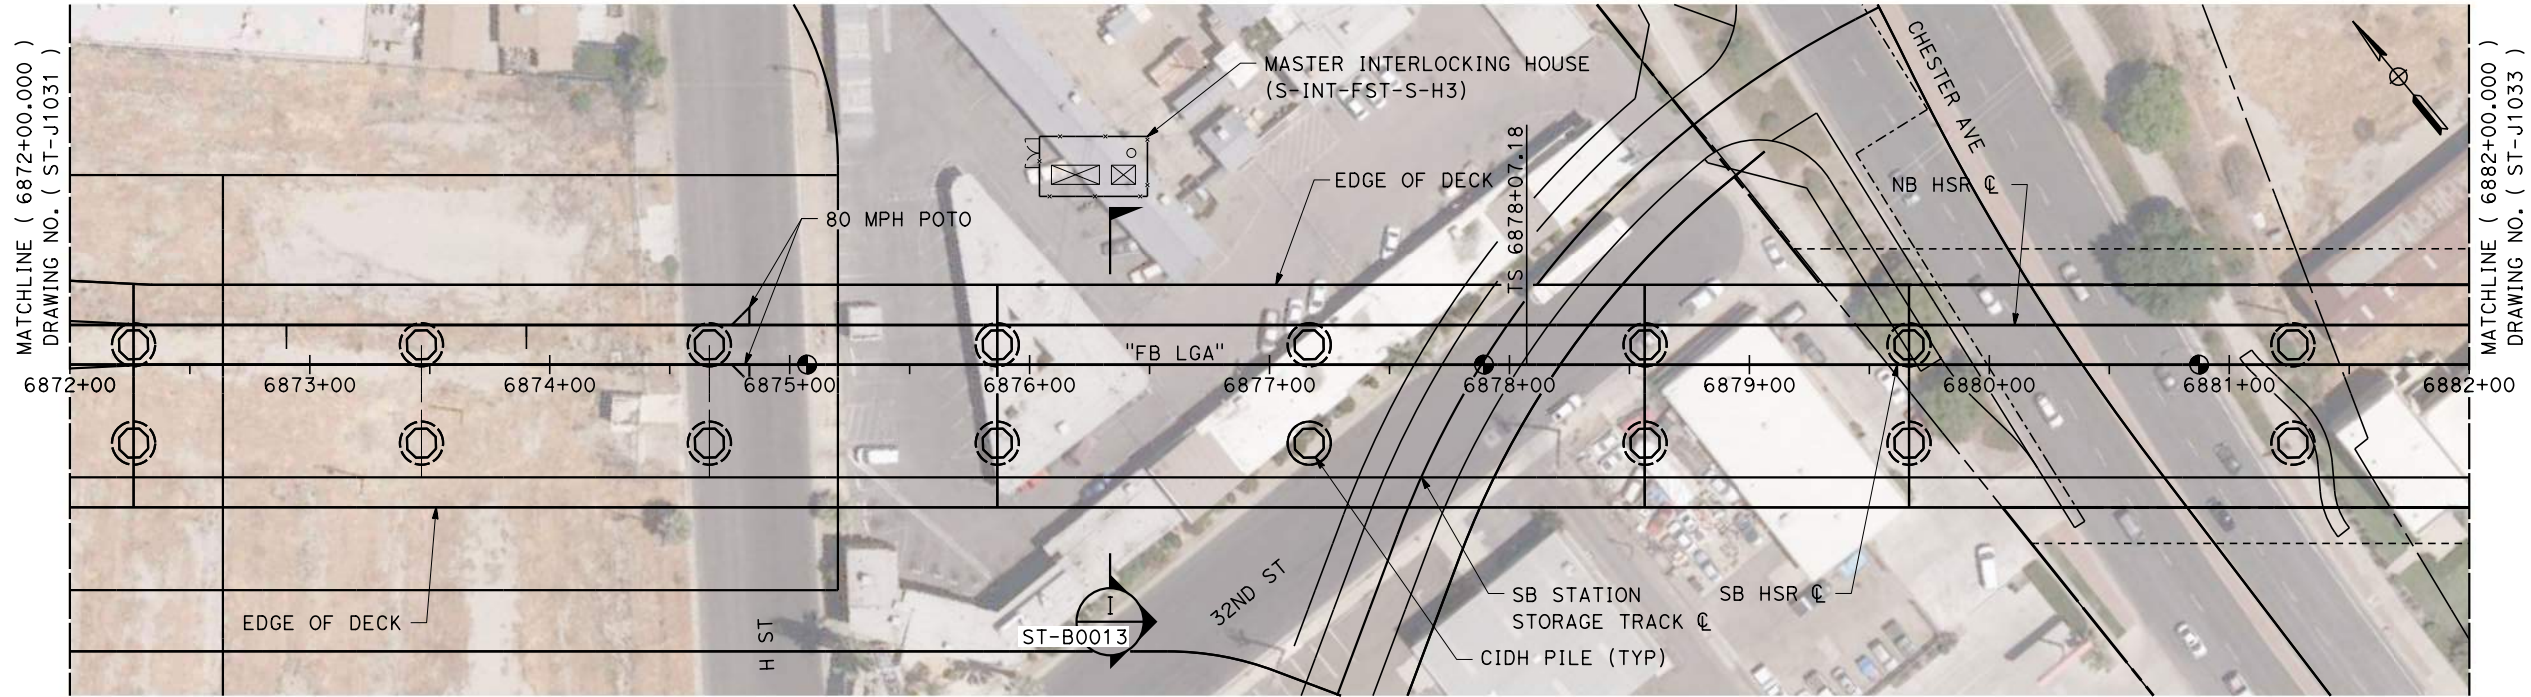 MATCHLINE ( 6872+00.000 )
DRAWING NO. ( ST-J1031 )
MASTER INTERLOCKING HOUSE
(S-INT-FST-S-H3)
CHESTER AVE
EDGE OF DECK
TS 6878+07.18
NB HSR ℄
80 MPH POTO
"FB LGA"
6872+00
6873+00
6874+00
6875+00
6876+00
6877+00
6878+00
6879+00
6880+00
6881+00
6882+00
EDGE OF DECK
H ST
I
ST-B0013
32ND ST
SB STATION
STORAGE TRACK ℄
SB HSR ℄
CIDH PILE (TYP)
MATCHLINE ( 6882+00.000 )
DRAWING NO. ( ST-J1033 )